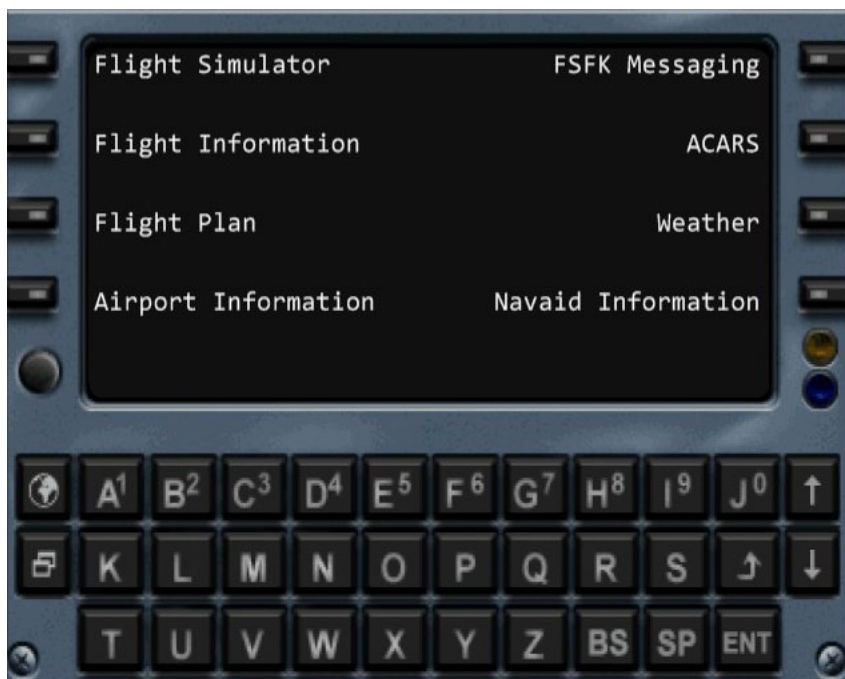 Flight Simulator FSFK Messaging
Flight Information ACARS
Flight Plan Weather
Airport Information Navaid Information
A1 B2 C3 D4 E5 F6 G7 H8 I9 J0 ↑
K L M N O P Q R S ↓
T U V W X Y Z BS SP ENT